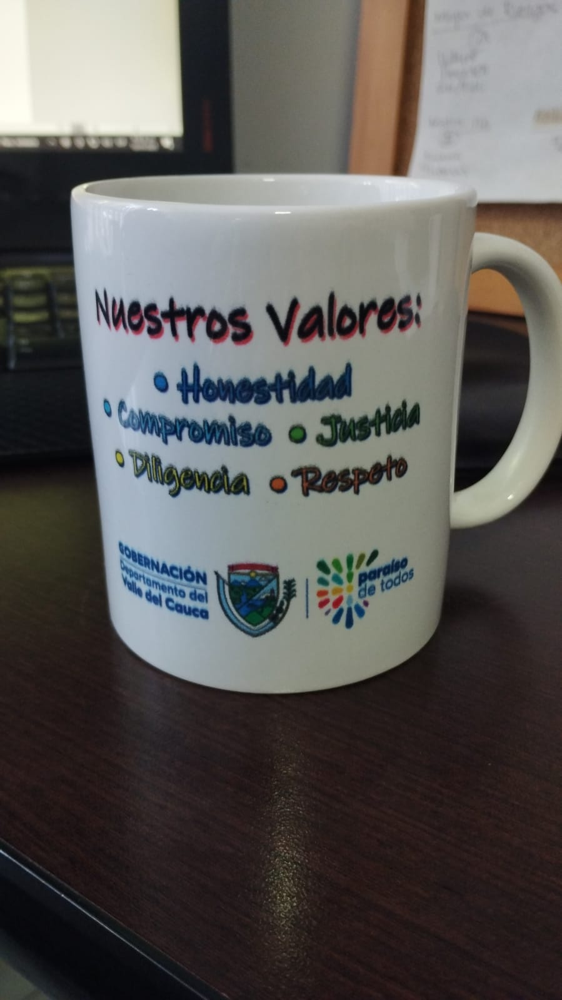 Nuestros Valores:
• Honestidad
• Compromiso • Justicia
• Diligencia • Respeto
GOBERNACIÓN
Departamento del
Valle del Cauca
paraíso
de todos